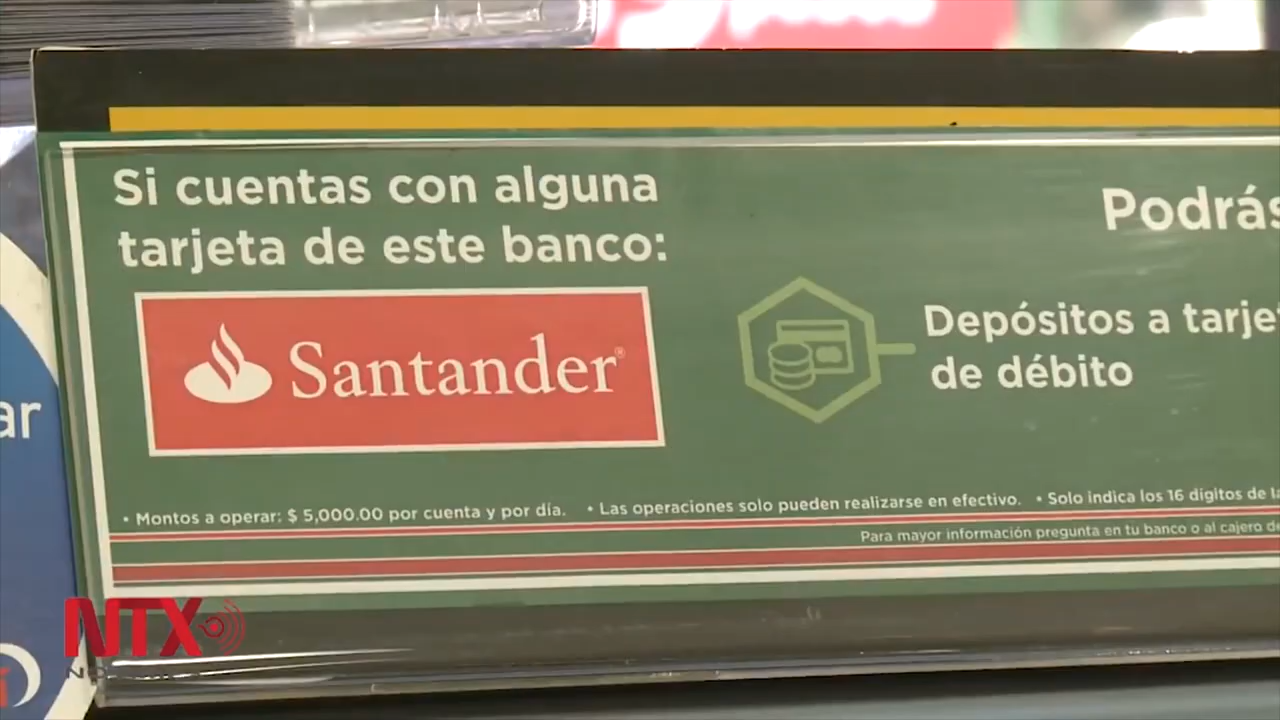 Si cuentas con alguna
tarjeta de este banco:
Santander®
Podrás
Depósitos a tarje
de débito
• Montos a operar: $ 5,000.00 por cuenta y por día. • Las operaciones solo pueden realizarse en efectivo. • Solo indica los 16 dígitos de
Para mayor información pregunta en tu banco o al cajero de
ar
NTX